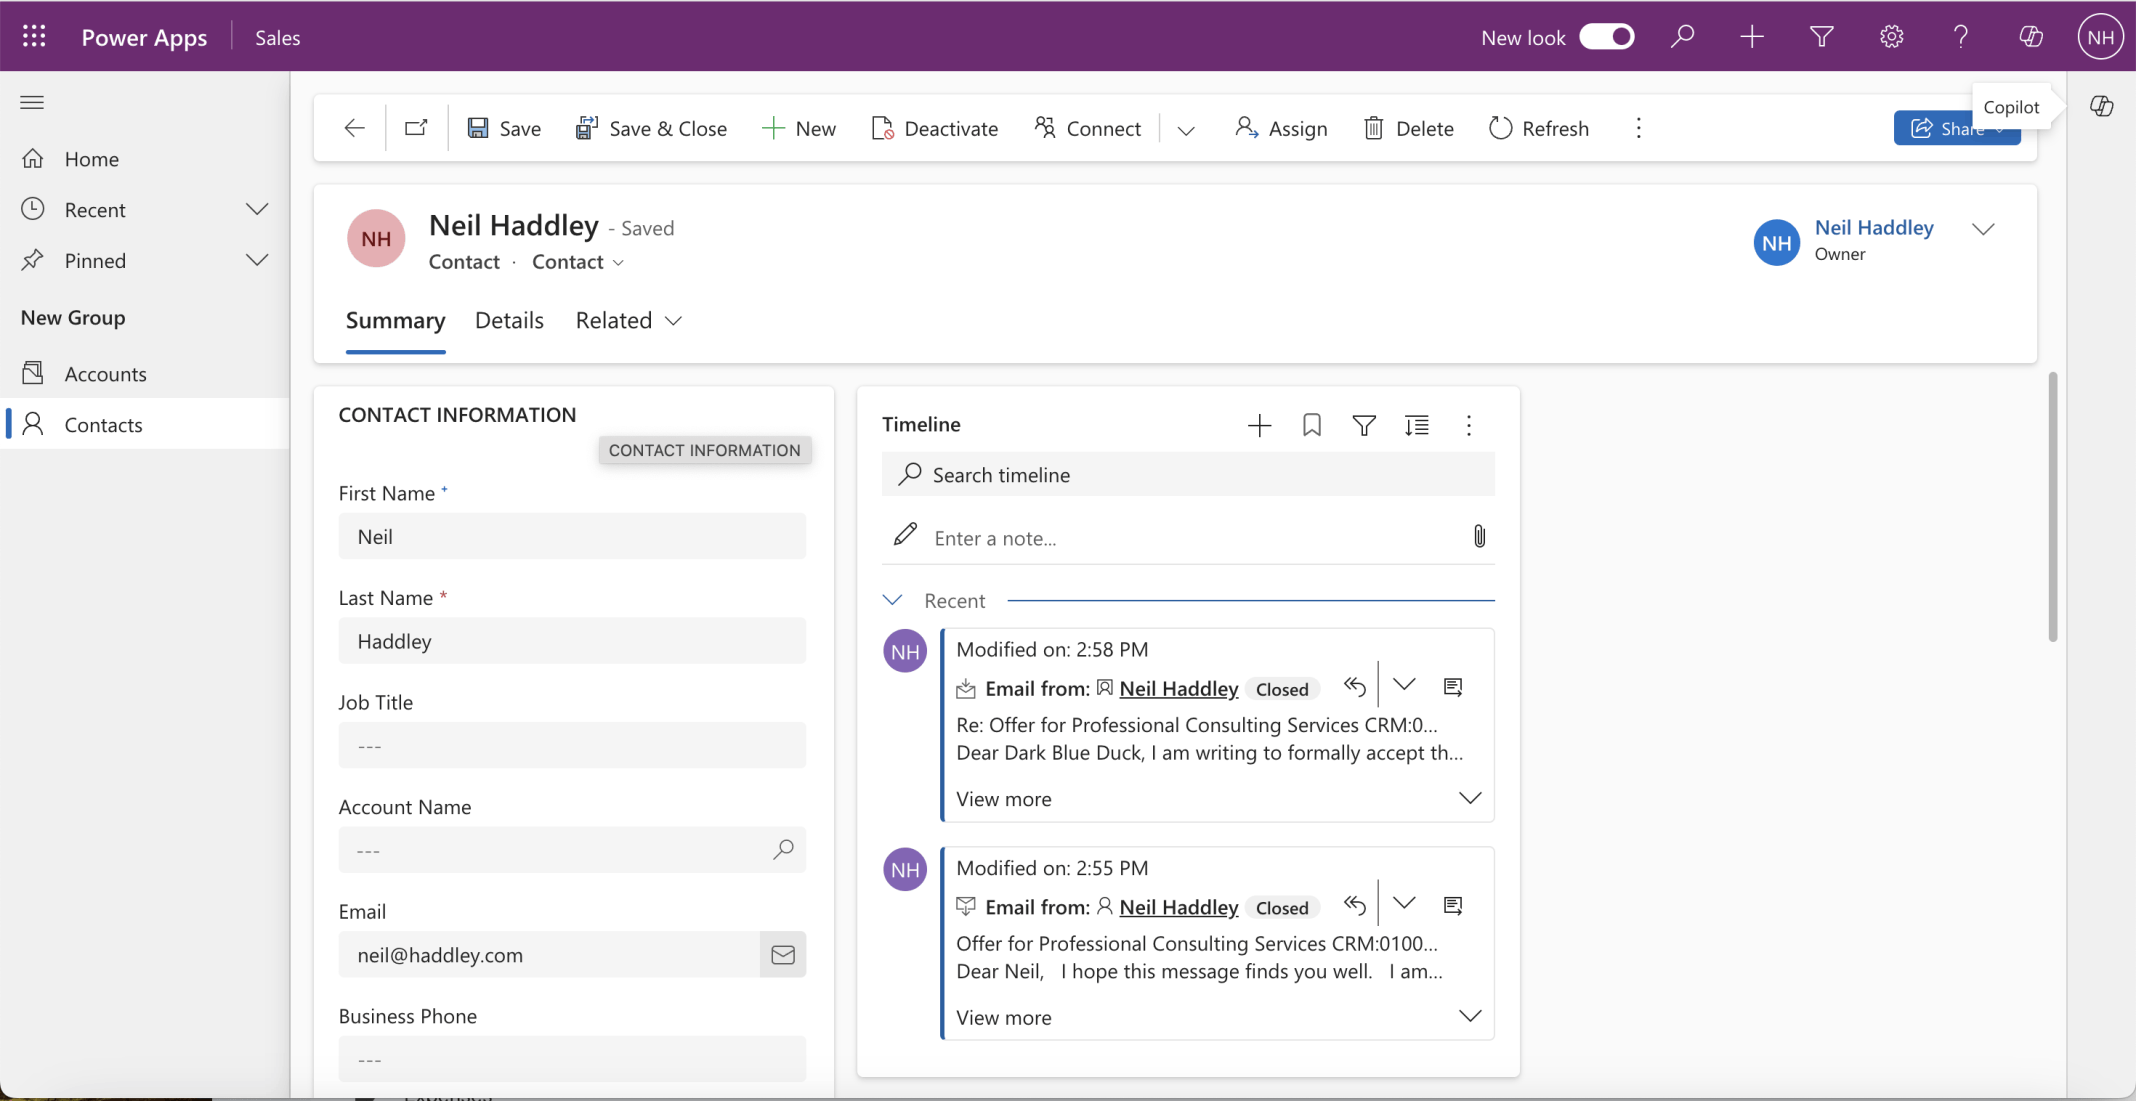 Power Apps
Sales
New look
NH
Copilot
Save
Save & Close
New
Deactivate
Connect
Assign
Delete
Refresh
Share
Home
Recent
Pinned
New Group
Accounts
Contacts
NH
Neil Haddley - Saved
Contact · Contact
NH
Neil Haddley
Owner
Summary
Details
Related
CONTACT INFORMATION
CONTACT INFORMATION
First Name +
Neil
Last Name *
Haddley
Job Title
---
Account Name
---
Email
neil@haddley.com
Business Phone
---
Timeline
Search timeline
Enter a note...
Recent
NH
Modified on: 2:58 PM
Email from: Neil Haddley Closed
Re: Offer for Professional Consulting Services CRM:0...
Dear Dark Blue Duck, I am writing to formally accept th...
View more
NH
Modified on: 2:55 PM
Email from: Neil Haddley Closed
Offer for Professional Consulting Services CRM:0100...
Dear Neil, I hope this message finds you well. I am...
View more